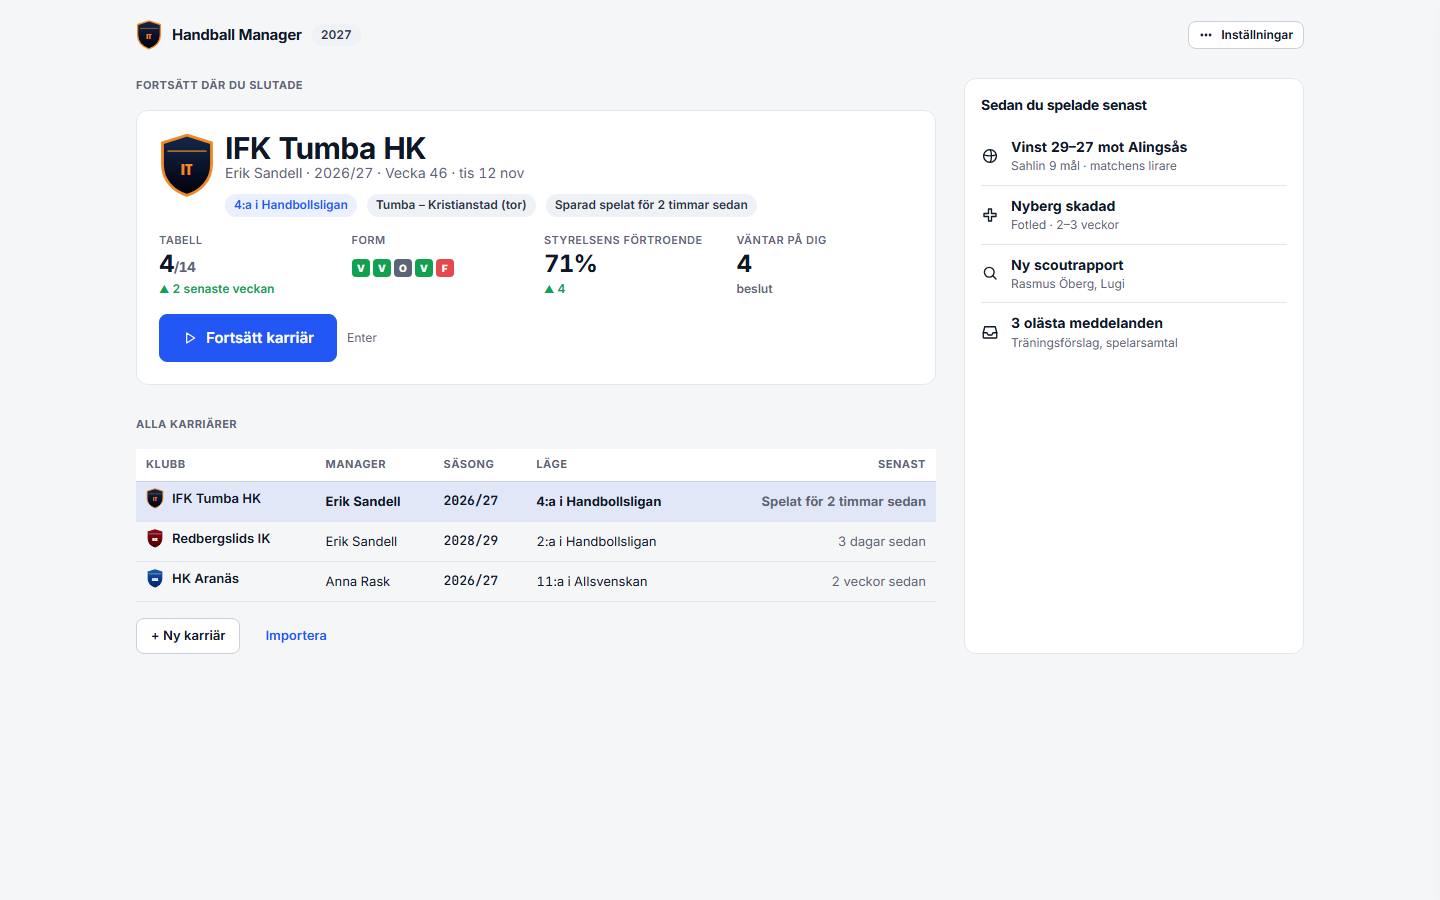 Handball Manager 2027
Inställningar
FORTSÄTT DÄR DU SLUTADE
IT
IFK Tumba HK
Erik Sandell · 2026/27 · Vecka 46 · tis 12 nov
4:a i Handbollsligan Tumba – Kristianstad (tor) Sparad spelat för 2 timmar sedan
TABELL FORM STYRELSENS FÖRTROENDE VÄNTAR PÅ DIG
4/14 V V O V F 71% 4
▲ 2 senaste veckan ▲ 4 beslut
Fortsätt karriär Enter
ALLA KARRIÄRER
KLUBB MANAGER SÄSONG LÄGE SENAST
IFK Tumba HK Erik Sandell 2026/27 4:a i Handbollsligan Spelat för 2 timmar sedan
Redbergslids IK Erik Sandell 2028/29 2:a i Handbollsligan 3 dagar sedan
HK Aranäs Anna Rask 2026/27 11:a i Allsvenskan 2 veckor sedan
+ Ny karriär Importera
Sedan du spelade senast
Vinst 29–27 mot Alingsås
Sahlin 9 mål · matchens lirare
Nyberg skadad
Fotled · 2–3 veckor
Ny scoutrapport
Rasmus Öberg, Lugi
3 olästa meddelanden
Träningsförslag, spelarsamtal